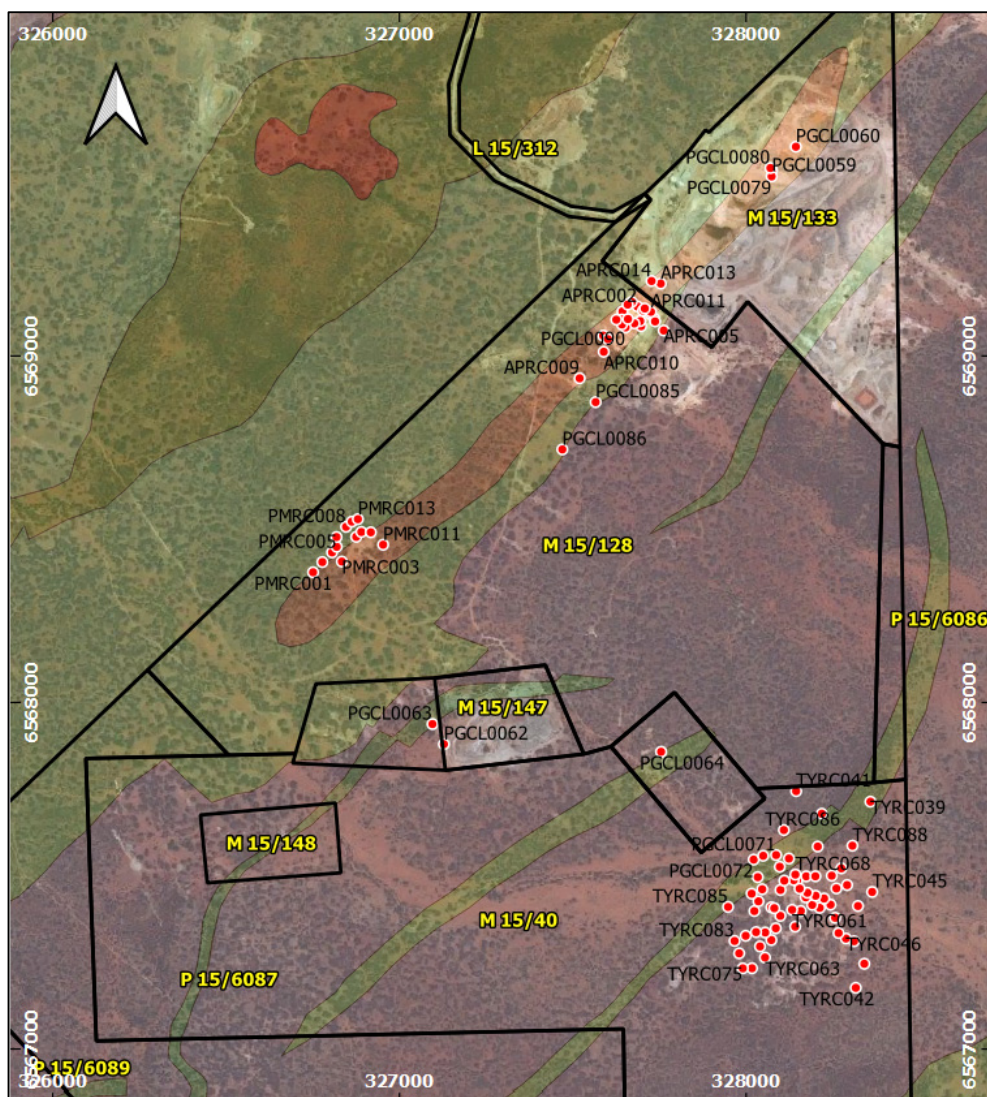 326000
327000
328000
L 15/312
PGCL0060
PGCL0080
PGCL0059
PGCL0079
M 15/133
APRC014
APRC013
APRC002
APRC011
6569000
PGCL0090
APRC005
6569000
APRC009
APRC010
PGCL0085
PGCL0086
PMRC008
PMRC013
PMRC005
PMRC011
M 15/128
PMRC001
PMRC003
P 15/6086
6568000
PGCL0063
M 15/147
6568000
PGCL0062
PGCL0064
TYRC041
TYRC039
TYRC086
M 15/148
PGCL0071
TYRC088
PGCL0072
TYRC068
TYRC085
TYRC045
M 15/40
TYRC061
TYRC083
TYRC046
P 15/6087
TYRC075
TYRC063
TYRC042
6567000
6567000
P 15/6089
326000
327000
328000